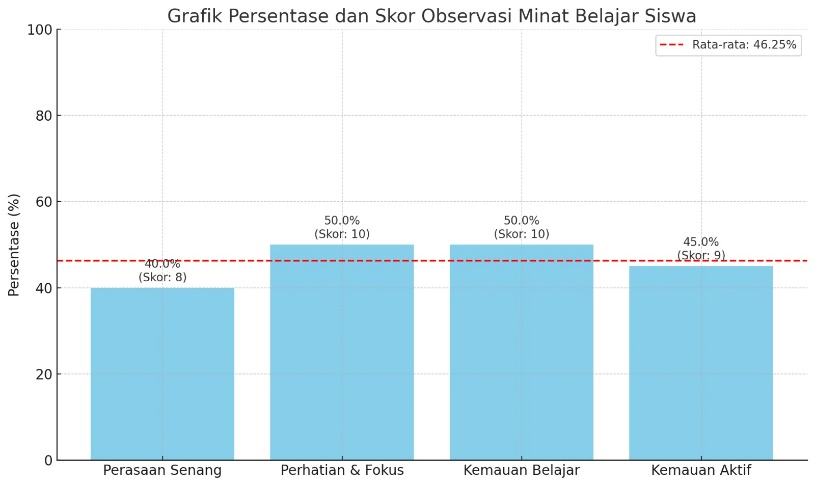 Grafik Persentase dan Skor Observasi Minat Belajar Siswa
Rata-rata: 46.25%
Persentase (%)
100
80
60
40
20
0
40.0%
(Skor: 8)
50.0%
(Skor: 10)
50.0%
(Skor: 10)
45.0%
(Skor: 9)
Perasaan Senang
Perhatian & Fokus
Kemauan Belajar
Kemauan Aktif